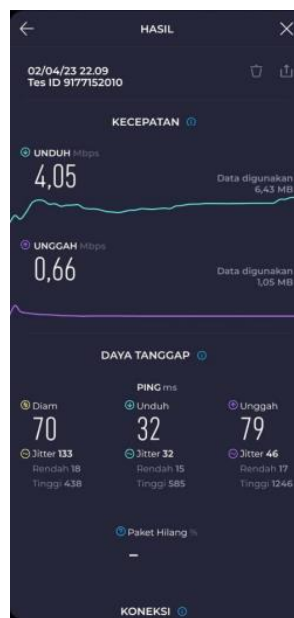 HASIL
02/04/23 22.09
Tes ID 9177152010
KECEPATAN
UNDUH Mbps
4,05
Data digunakan
6,43 MB
UNGGAH Mbps
0,66
Data digunakan
1,05 MB
DAYA TANGGAP
PING ms
Diam Unduh Unggah
70 32 79
Jitter 133 Jitter 32 Jitter 46
Rendah 18 Rendah 15 Rendah 17
Tinggi 438 Tinggi 585 Tinggi 1246
Paket Hilang %
–
KONEKSI